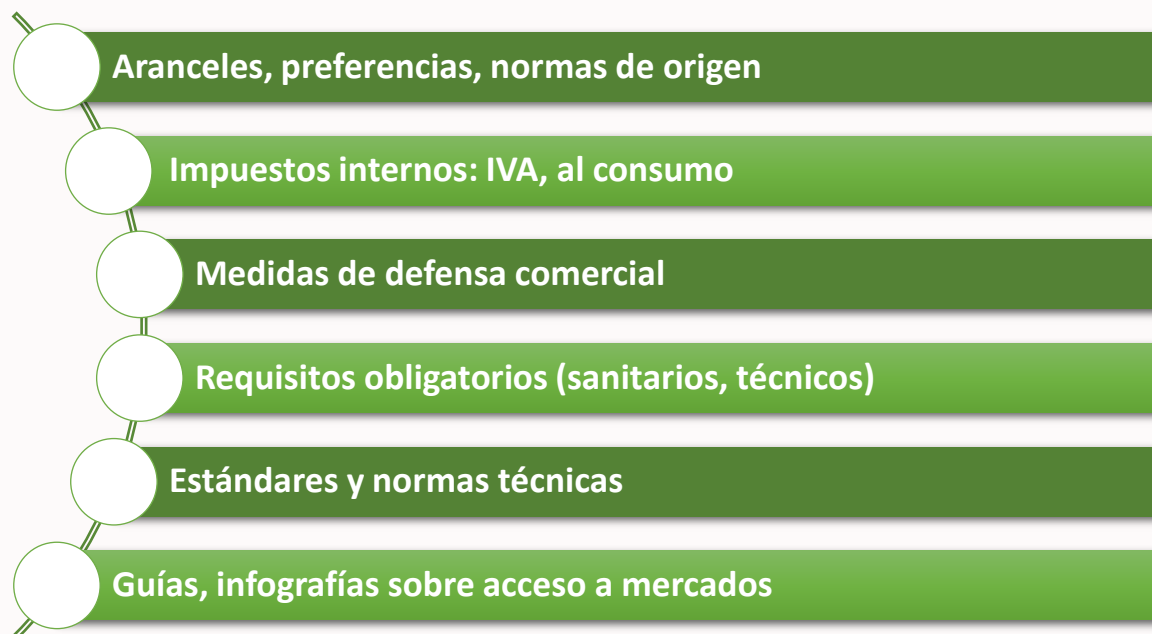 Aranceles, preferencias, normas de origen
Impuestos internos: IVA, al consumo
Medidas de defensa comercial
Requisitos obligatorios (sanitarios, técnicos)
Estándares y normas técnicas
Guías, infografías sobre acceso a mercados